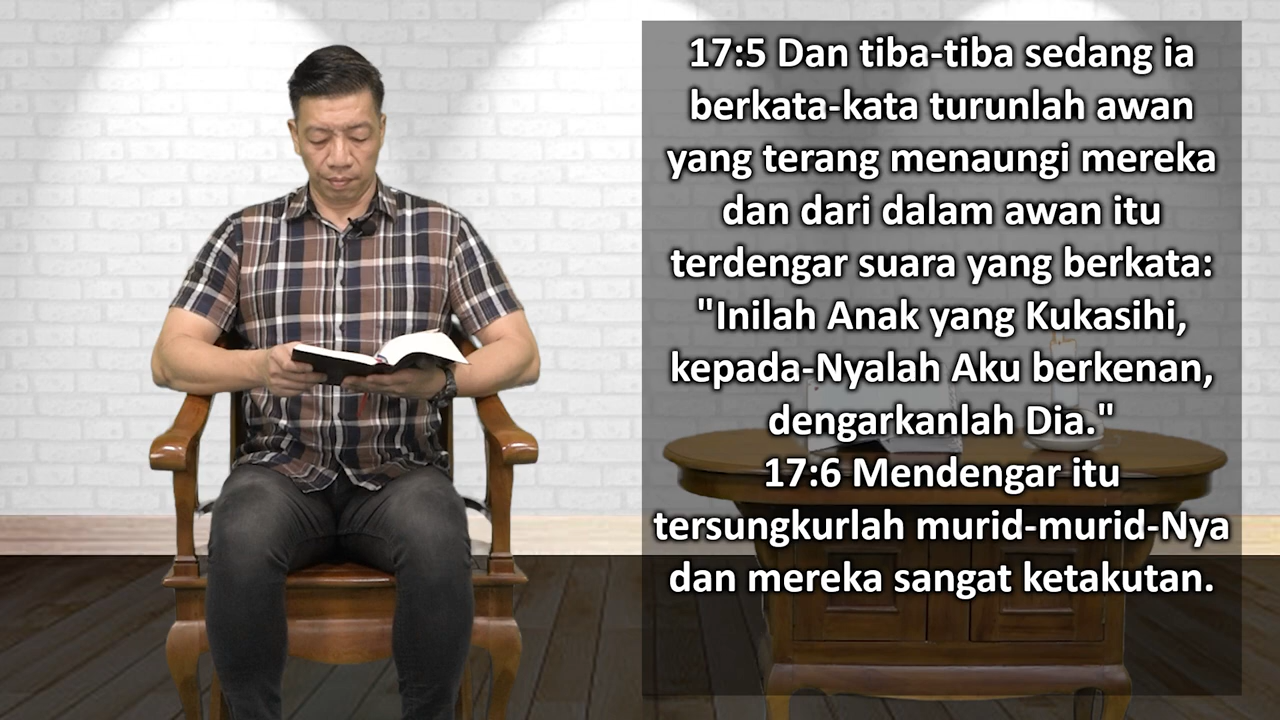 17:5 Dan tiba-tiba sedang ia
berkata-kata turunlah awan
yang terang menaungi mereka
dan dari dalam awan itu
terdengar suara yang berkata:
"Inilah Anak yang Kukasihi,
kepada-Nyalah Aku berkenan,
dengarkanlah Dia."
17:6 Mendengar itu
tersungkurlah murid-murid-Nya
dan mereka sangat ketakutan.